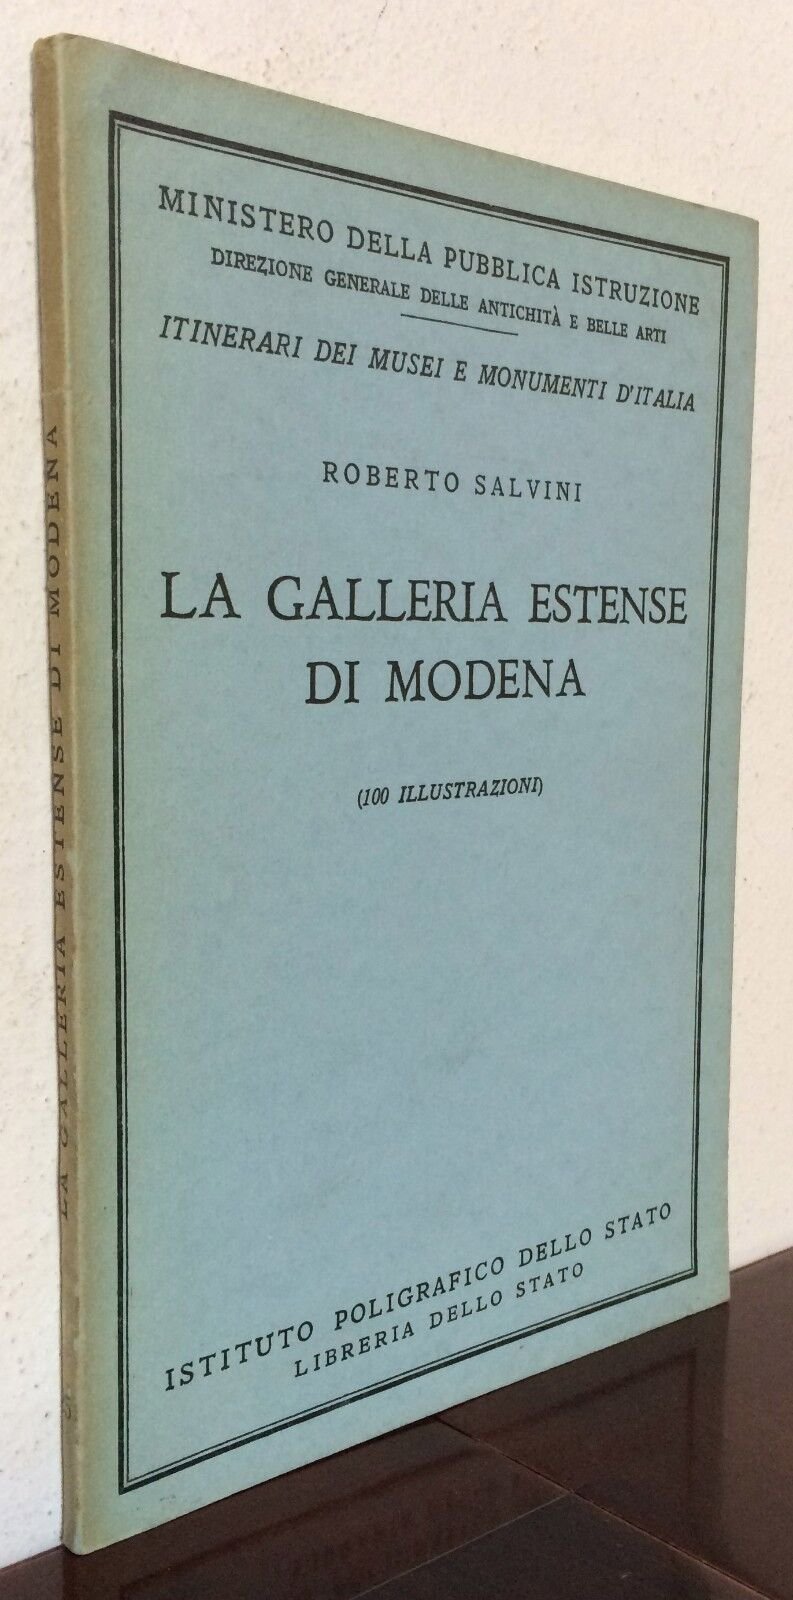 MINISTERO DELLA PUBBLICA ISTRUZIONE
DIREZIONE GENERALE DELLE ANTICHITÀ E BELLE ARTI
ITINERARI DEI MUSEI E MONUMENTI D'ITALIA
ROBERTO SALVINI
LA GALLERIA ESTENSE
DI MODENA
(100 ILLUSTRAZIONI)
ISTITUTO POLIGRAFICO DELLO STATO
LIBRERIA DELLO STATO
LA GALLERIA ESTENSE DI MODENA